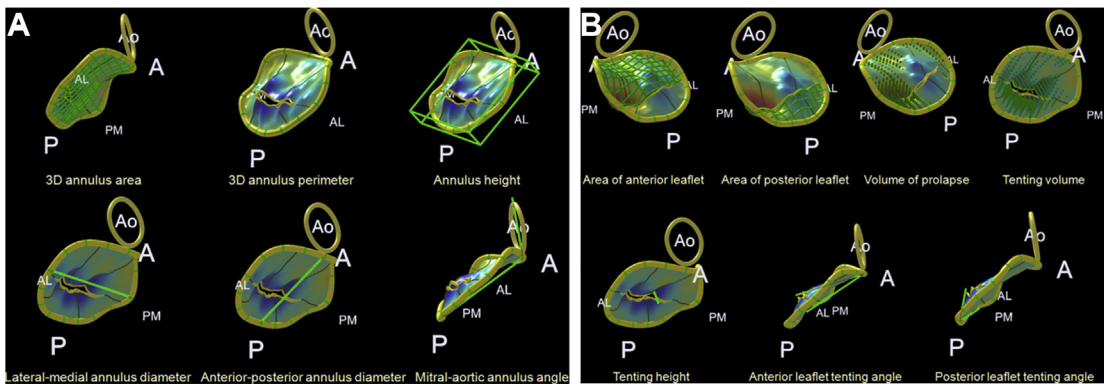 A
B
Ao
A
AL
PM
P
3D annulus area
Ao
A
P
3D annulus perimeter
Ao
A
AL
P
Annulus height
Ao
A
AL
PM
P
Lateral-medial annulus diameter
Ao
A
AL
PM
P
Anterior-posterior annulus diameter
Ao
A
AL
PM
P
Mitral-aortic annulus angle
Ao
A
AL
PM
P
Area of anterior leaflet
Ao
A
AL
PM
P
Area of posterior leaflet
Ao
A
AL
PM
P
Volume of prolapse
Ao
A
AL
PM
P
Tenting volume
Ao
A
AL
PM
P
Tenting height
Ao
A
AL
PM
P
Anterior leaflet tenting angle
Ao
A
AL
PM
P
Posterior leaflet tenting angle